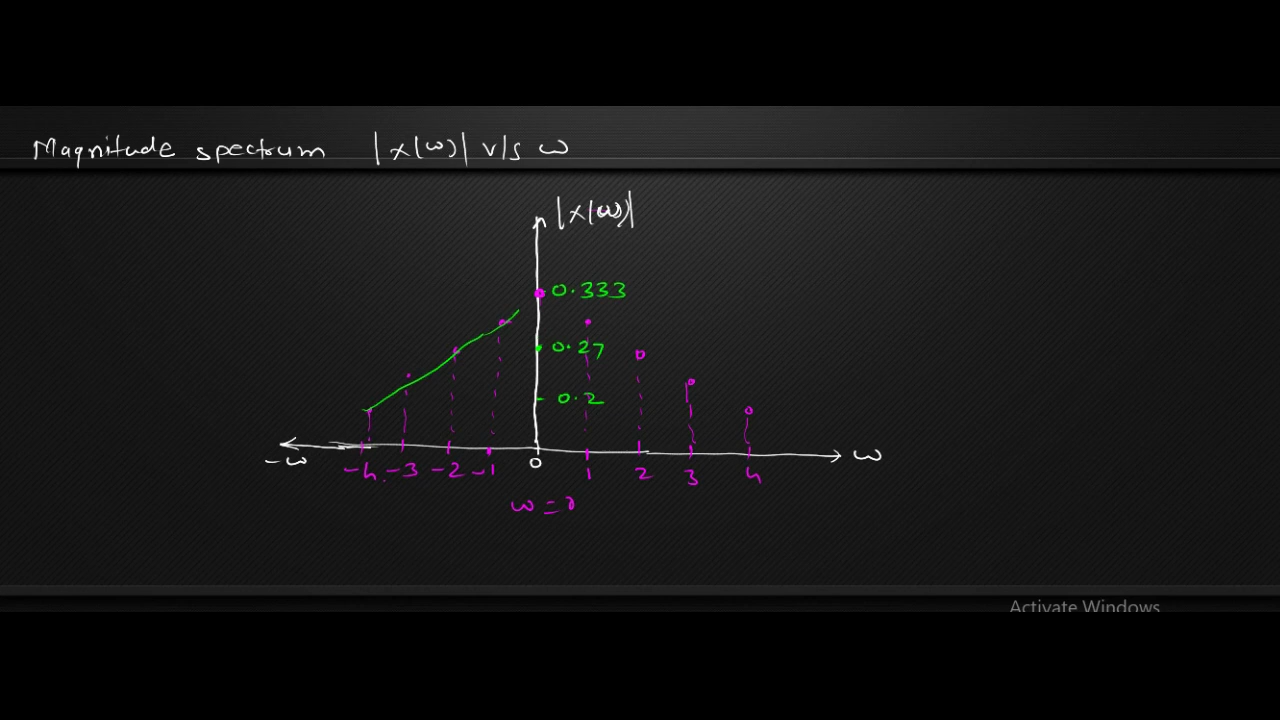 Magnitude spectrum |x(ω)| v/s ω
|x(ω)|
0.333
0.27
0.2
-ω -4 -3 -2 -1 0 1 2 3 4 ω
ω = 0
Activate Windows